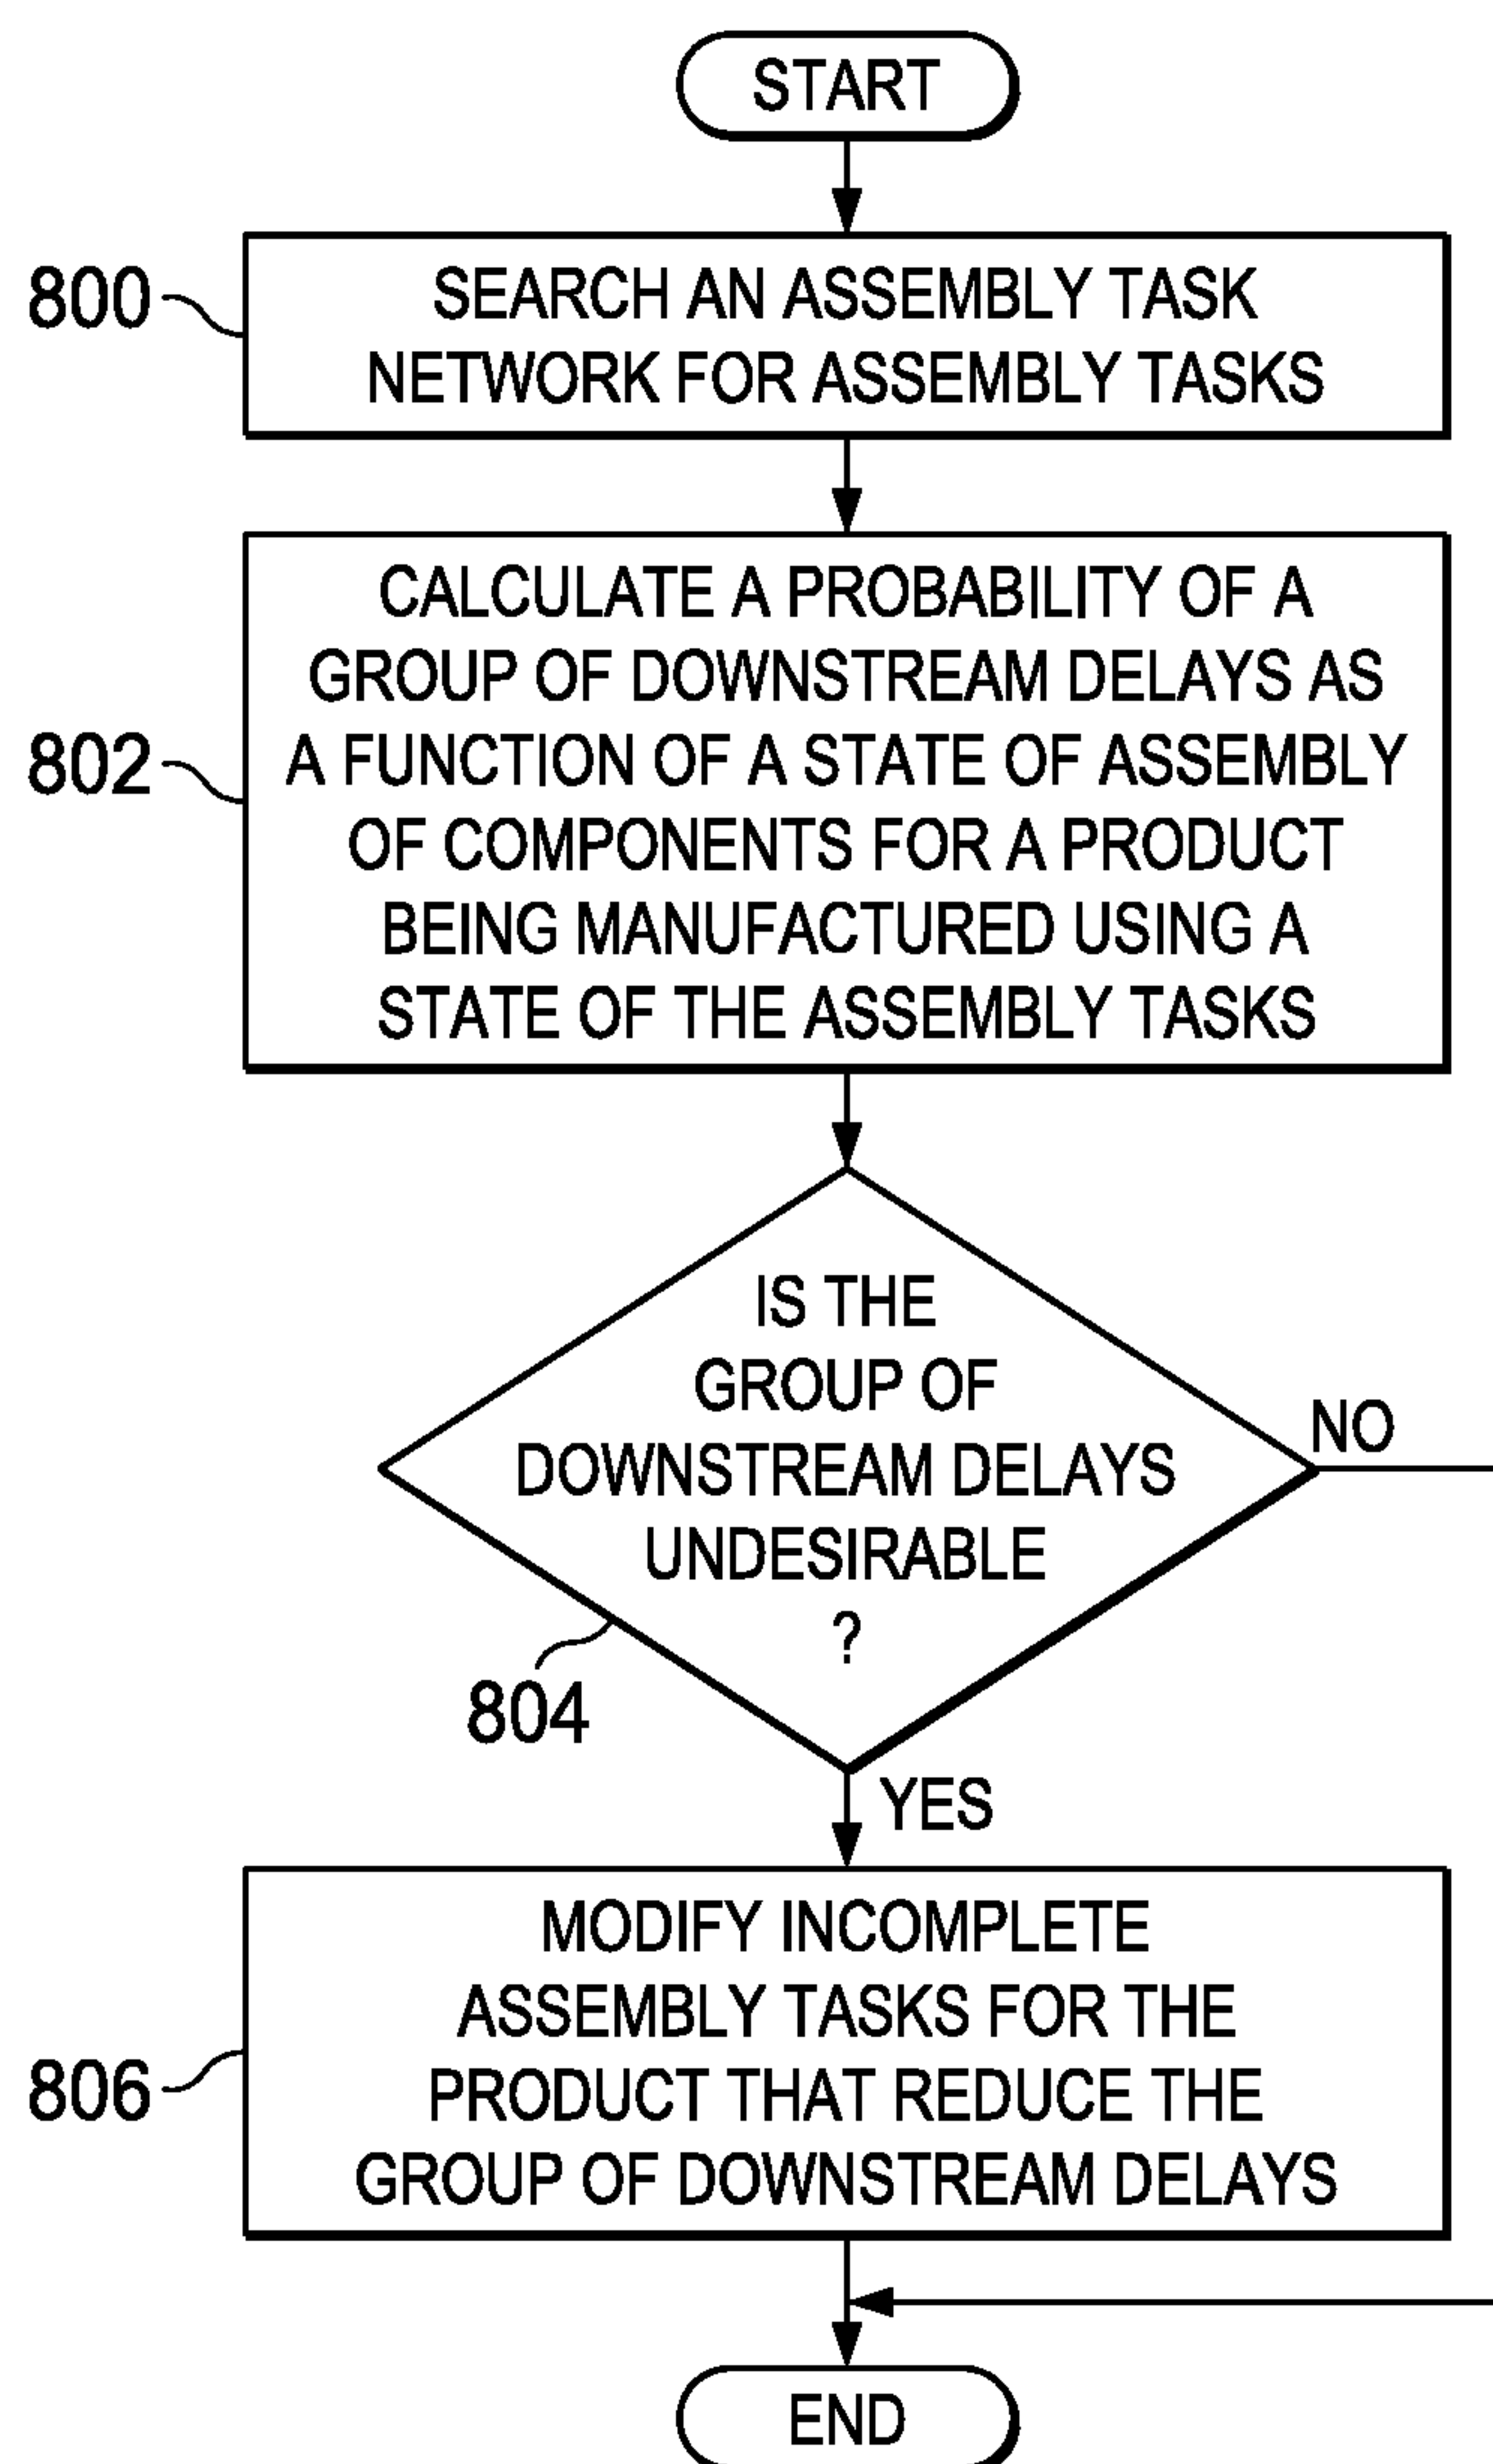 START
800
SEARCH AN ASSEMBLY TASK
NETWORK FOR ASSEMBLY TASKS
802
CALCULATE A PROBABILITY OF A
GROUP OF DOWNSTREAM DELAYS AS
A FUNCTION OF A STATE OF ASSEMBLY
OF COMPONENTS FOR A PRODUCT
BEING MANUFACTURED USING A
STATE OF THE ASSEMBLY TASKS
IS THE
GROUP OF
DOWNSTREAM DELAYS
UNDESIRABLE
?
NO
804
YES
806
MODIFY INCOMPLETE
ASSEMBLY TASKS FOR THE
PRODUCT THAT REDUCE THE
GROUP OF DOWNSTREAM DELAYS
END